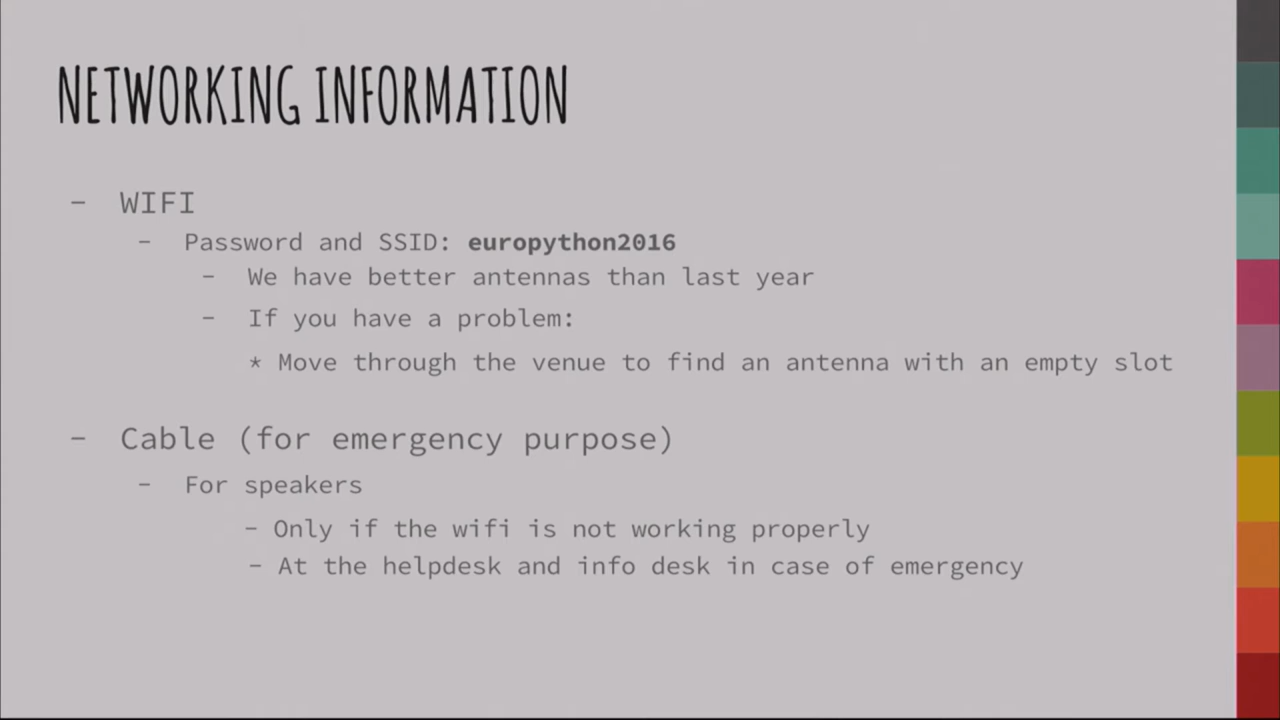 NETWORKING INFORMATION
- WIFI
- Password and SSID: europython2016
- We have better antennas than last year
- If you have a problem:
* Move through the venue to find an antenna with an empty slot
- Cable (for emergency purpose)
- For speakers
- Only if the wifi is not working properly
- At the helpdesk and info desk in case of emergency